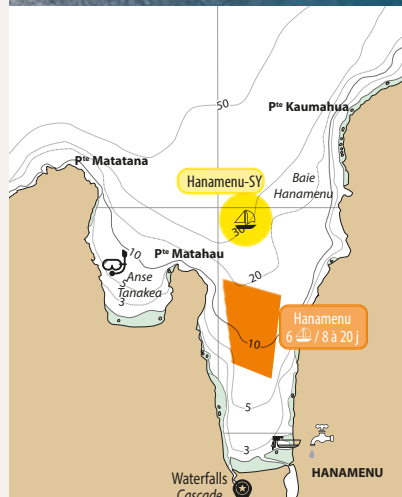 50
Pte Kaumahua
Pte Matatana
Hanamenu-SY
Baie
Hanamenu
30
10
Pte Matahau
20
Anse
Tanakea
5
3
Hanamenu
6 / 8 à 20 j
10
5
3
Waterfalls
Cascade
HANAMENU